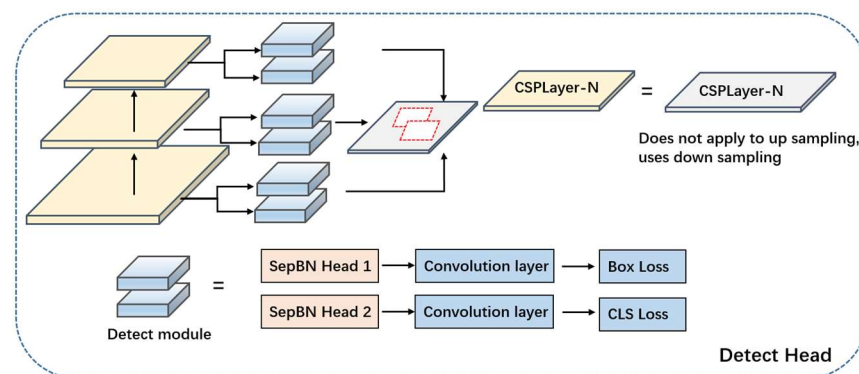 CSPLayer-N
=
CSPLayer-N
Does not apply to up sampling,
uses down sampling
Detect module
=
SepBN Head 1
Convolution layer
Box Loss
SepBN Head 2
Convolution layer
CLS Loss
Detect Head